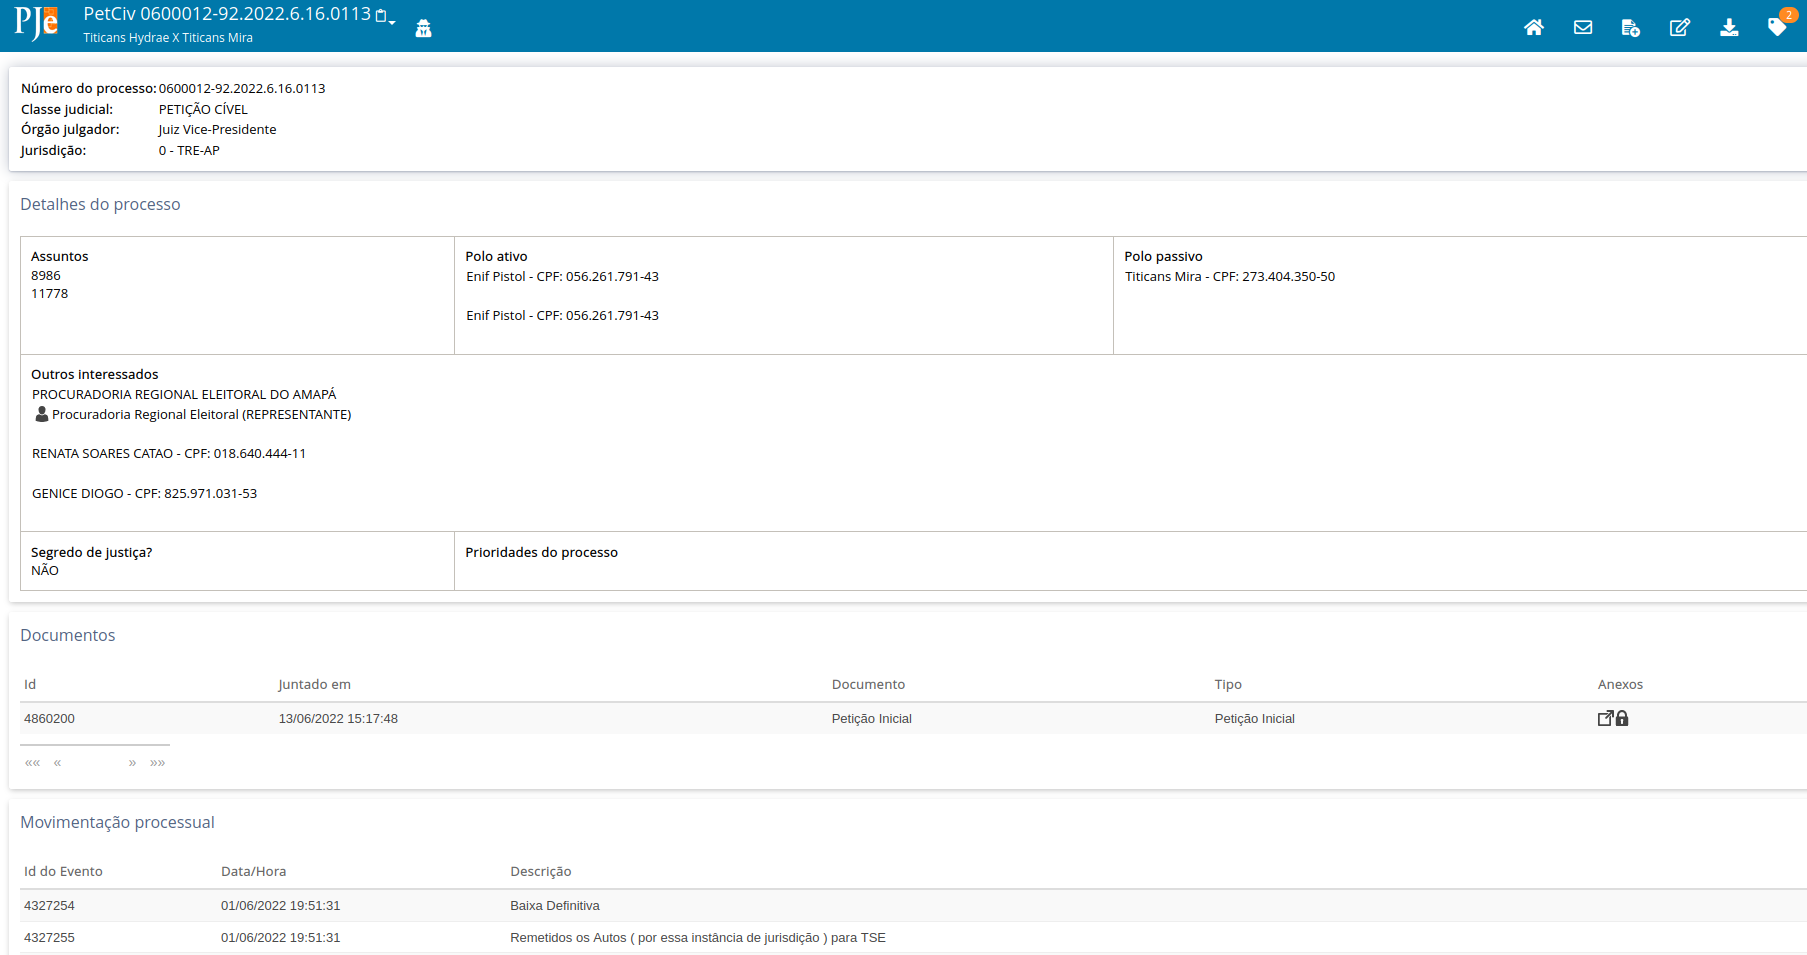 PJe
PetCiv 0600012-92.2022.6.16.0113
Titicans Hydrae X Titicans Mira
2
Número do processo: 0600012-92.2022.6.16.0113
Classe judicial: PETIÇÃO CÍVEL
Órgão julgador: Juiz Vice-Presidente
Jurisdição: 0 - TRE-AP
Detalhes do processo
Assuntos
8986
11778
Polo ativo
Enif Pistol - CPF: 056.261.791-43
Enif Pistol - CPF: 056.261.791-43
Polo passivo
Titicans Mira - CPF: 273.404.350-50
Outros interessados
PROCURADORIA REGIONAL ELEITORAL DO AMAPÁ
Procuradoria Regional Eleitoral (REPRESENTANTE)
RENATA SOARES CATAO - CPF: 018.640.444-11
GENICE DIOGO - CPF: 825.971.031-53
Segredo de justiça?
NÃO
Prioridades do processo
Documentos
Id Juntado em Documento Tipo Anexos
4860200 13/06/2022 15:17:48 Petição Inicial Petição Inicial
«« « » »»
Movimentação processual
Id do Evento Data/Hora Descrição
4327254 01/06/2022 19:51:31 Baixa Definitiva
4327255 01/06/2022 19:51:31 Remetidos os Autos ( por essa instância de jurisdição ) para TSE